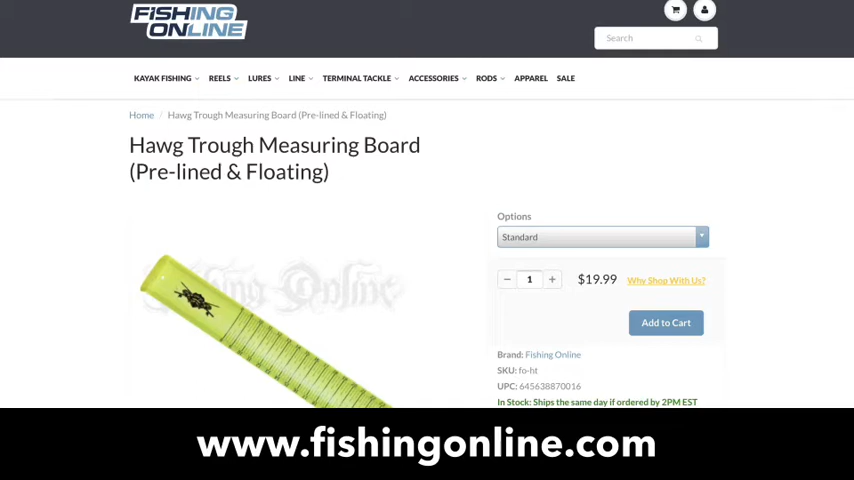 FISHING
ONLINE
Search
KAYAK FISHING REELS LURES LINE TERMINAL TACKLE ACCESSORIES RODS APPAREL SALE
Home / Hawg Trough Measuring Board (Pre-lined & Floating)
Hawg Trough Measuring Board
(Pre-lined & Floating)
Options
Standard
Fishing Online
− 1 + $19.99 Why Shop With Us?
Add to Cart
Brand: Fishing Online
SKU: fo-ht
UPC: 645638870016
In Stock: Ships the same day if ordered by 2PM EST
www.fishingonline.com